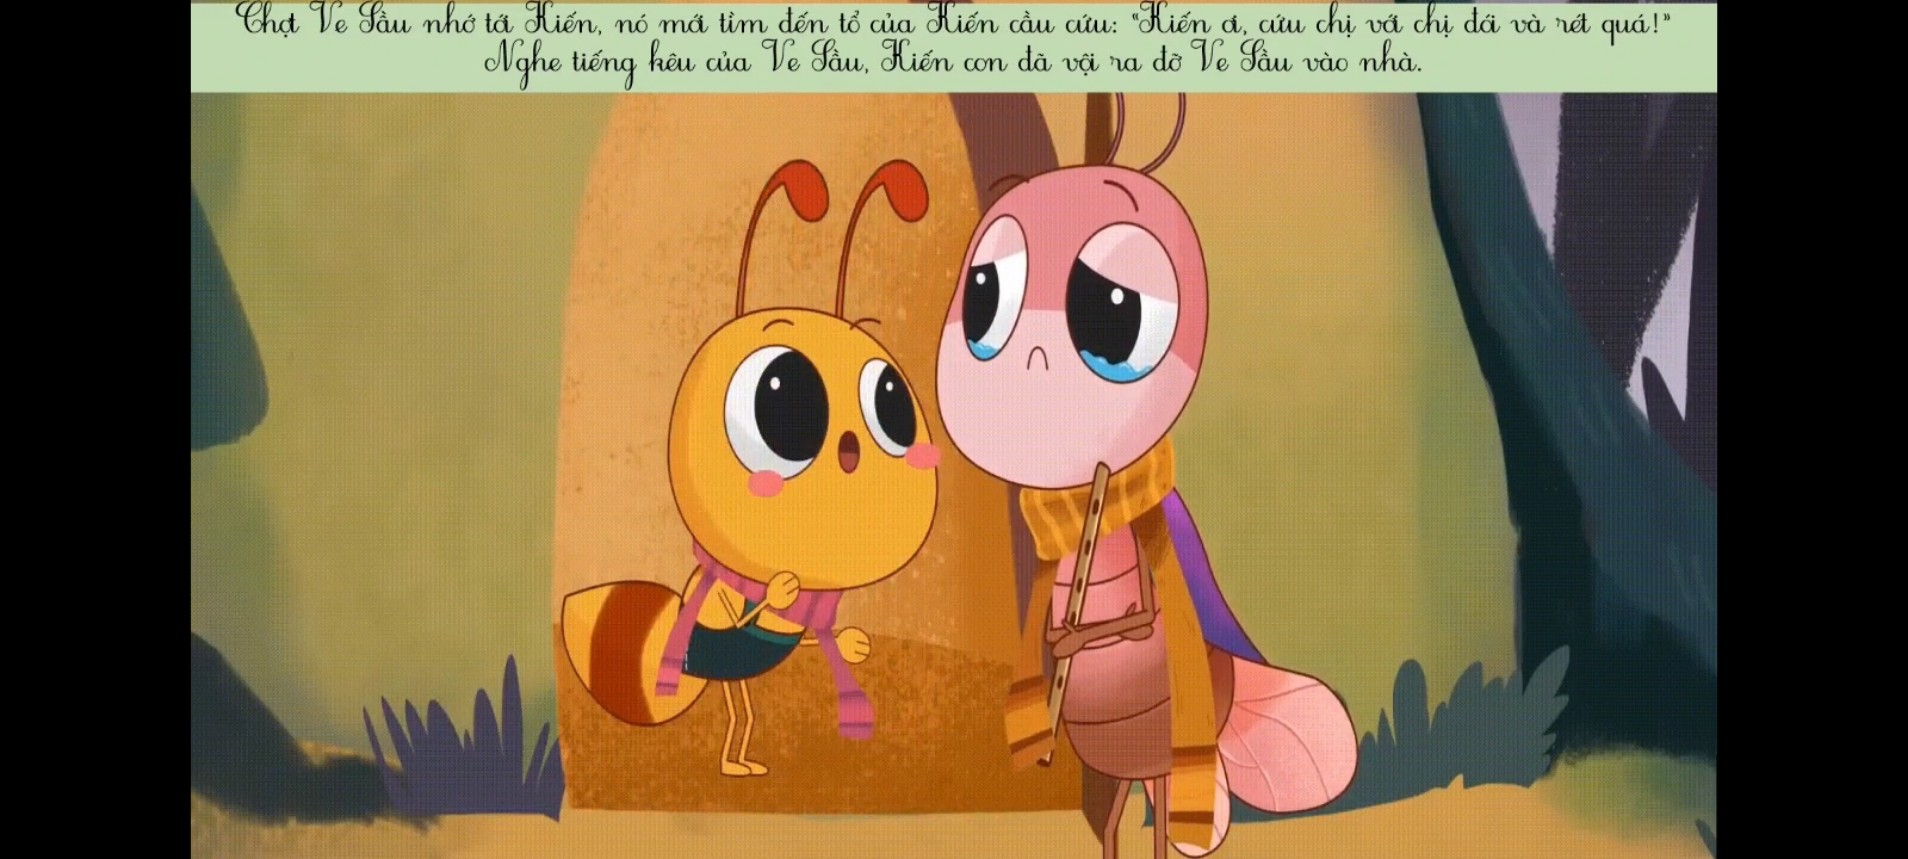 Chợt Ve Sầu nhớ tới Kiến, nó mới tìm đến tổ của Kiến cầu cứu: "Kiến ơi, cứu chị với chị đói và rét quá!"
Nghe tiếng kêu của Ve Sầu, Kiến con đã vội ra đỡ Ve Sầu vào nhà.